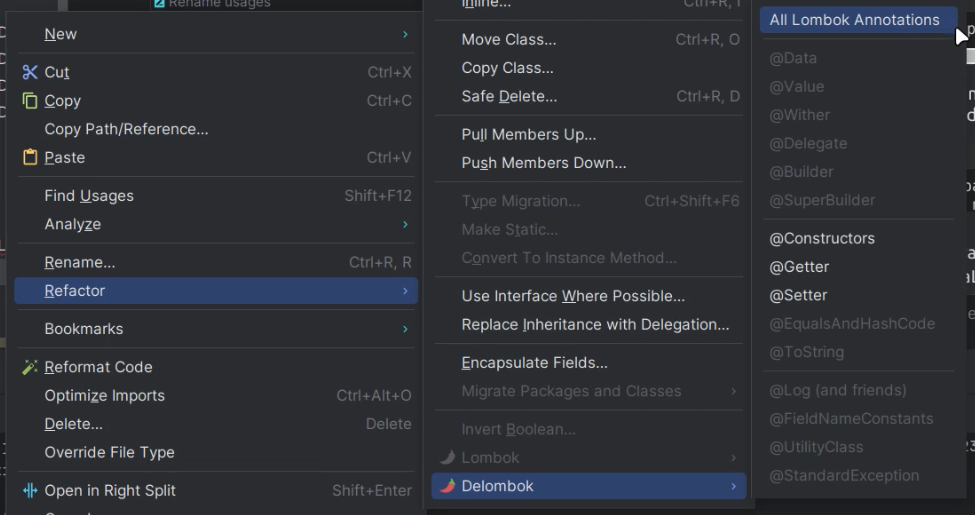 Rename usages
New
Cut Ctrl+X
Copy Ctrl+C
Copy Path/Reference...
Paste Ctrl+V
Find Usages Shift+F12
Analyze
Rename... Ctrl+R, R
Refactor
Bookmarks
Reformat Code
Optimize Imports Ctrl+Alt+O
Delete... Delete
Override File Type
Open in Right Split Shift+Enter
Inline...
Move Class... Ctrl+R, O
Copy Class...
Safe Delete... Ctrl+R, D
Pull Members Up...
Push Members Down...
Type Migration... Ctrl+Shift+F6
Make Static...
Convert To Instance Method...
Use Interface Where Possible...
Replace Inheritance with Delegation...
Encapsulate Fields...
Migrate Packages and Classes
Invert Boolean...
Lombok
Delombok
All Lombok Annotations
@Data
@Value
@Wither
@Delegate
@Builder
@SuperBuilder
@Constructors
@Getter
@Setter
@EqualsAndHashCode
@ToString
@Log (and friends)
@FieldNameConstants
@UtilityClass
@StandardException